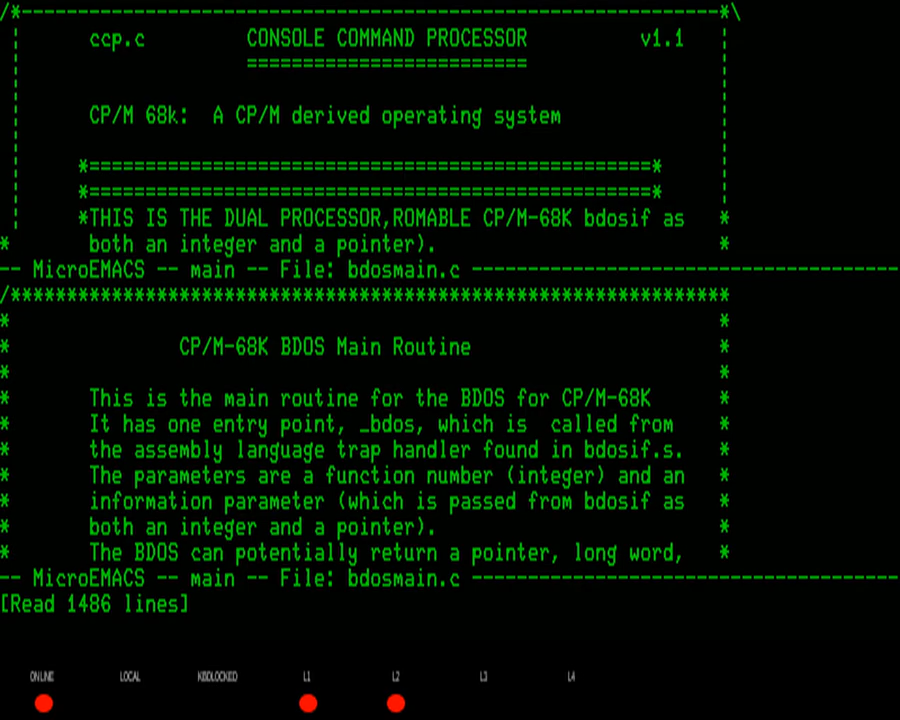 /*---------------------------------------------------------------*\
¦ ccp.c CONSOLE COMMAND PROCESSOR v1.1 ¦
¦ ========================= ¦
¦ ¦
¦ CP/M 68k: A CP/M derived operating system ¦
¦ ¦
¦ *==================================================* ¦
¦ *==================================================* ¦
¦ *THIS IS THE DUAL PROCESSOR,ROMABLE CP/M-68K bdosif as *
* both an integer and a pointer). *
-- MicroEMACS -- main -- File: bdosmain.c --------------------------------------
/****************************************************************
* *
* CP/M-68K BDOS Main Routine *
* *
* This is the main routine for the BDOS for CP/M-68K *
* It has one entry point, _bdos, which is called from *
* the assembly language trap handler found in bdosif.s. *
* The parameters are a function number (integer) and an *
* information parameter (which is passed from bdosif as *
* both an integer and a pointer). *
* The BDOS can potentially return a pointer, long word, *
-- MicroEMACS -- main -- File: bdosmain.c --------------------------------------
[Read 1486 lines]
ONLINE LOCAL KBDLOCKED L1 L2 L3 L4